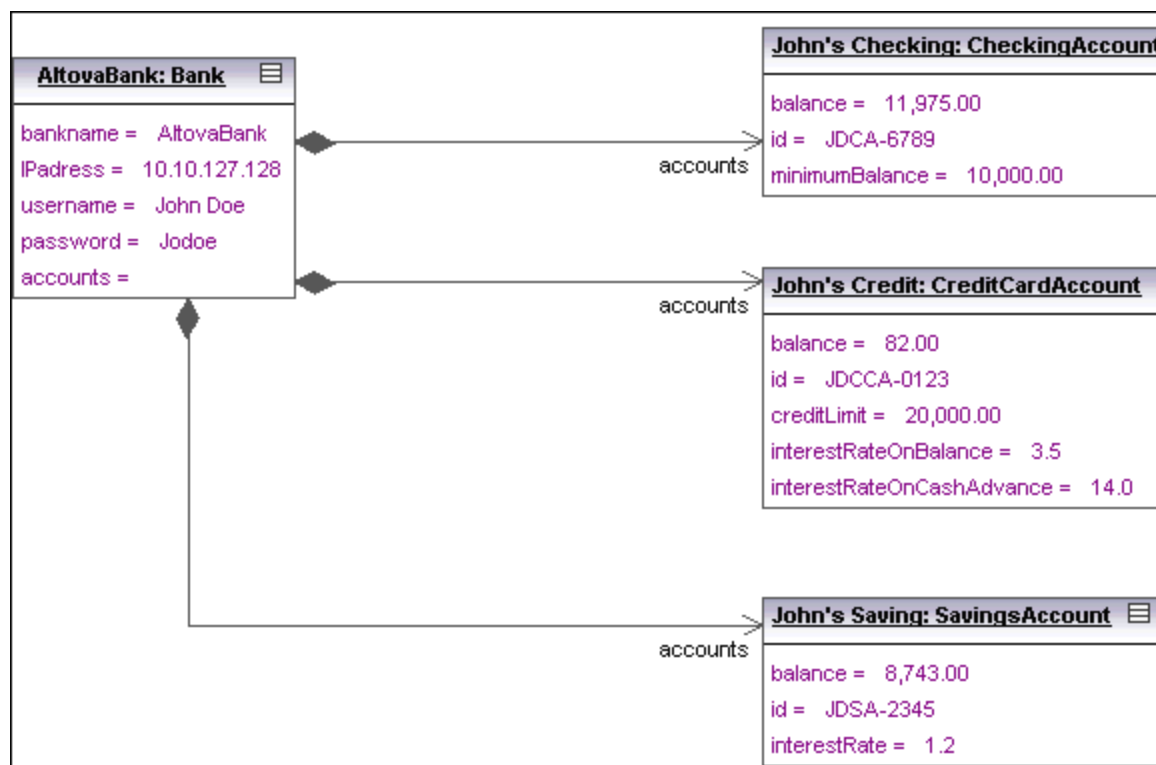 AltovaBank: Bank
bankname = AltovaBank
IPadress = 10.10.127.128
username = John Doe
password = Jodoe
accounts =
accounts
John's Checking: CheckingAccount
balance = 11,975.00
id = JDCA-6789
minimumBalance = 10,000.00
accounts
John's Credit: CreditCardAccount
balance = 82.00
id = JDCCA-0123
creditLimit = 20,000.00
interestRateOnBalance = 3.5
interestRateOnCashAdvance = 14.0
accounts
John's Saving: SavingsAccount
balance = 8,743.00
id = JDSA-2345
interestRate = 1.2